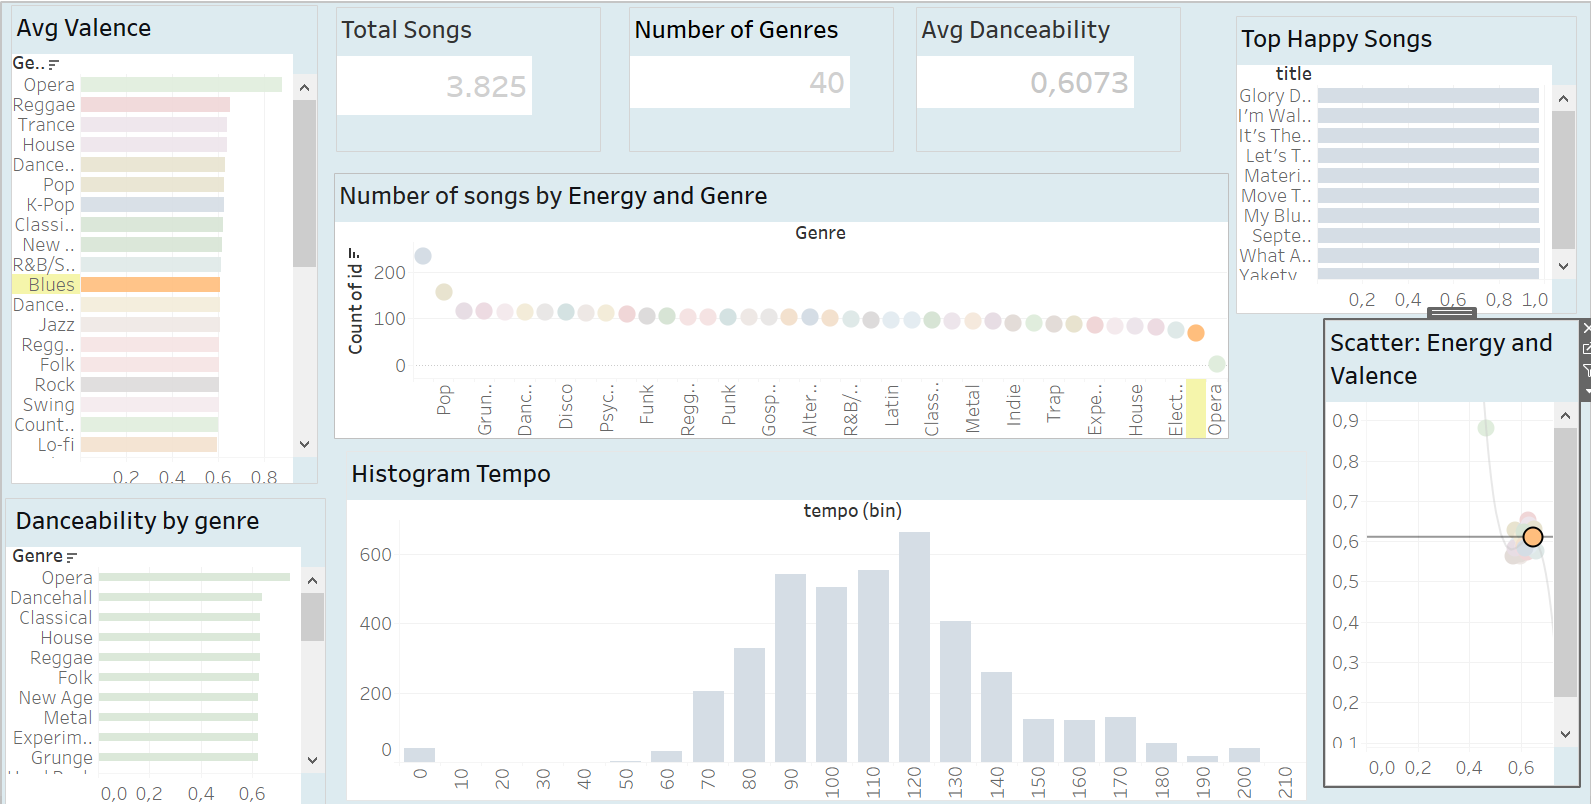 Avg Valence
Ge..
Opera
Reggae
Trance
House
Dance..
Pop
K-Pop
Classi..
New ..
R&B/S..
Blues
Dance..
Jazz
Regg..
Folk
Rock
Swing
Count..
Lo-fi
0,2 0,4 0,6 0,8
Total Songs
3.825
Number of Genres
40
Avg Danceability
0,6073
Top Happy Songs
title
Glory D..
I'm Wal..
It's The..
Let's T..
Materi..
Move T..
My Blu..
Septe..
What A..
Yakety
0,2 0,4 0,6 0,8 1,0
Number of songs by Energy and Genre
Genre
Count of id
200
100
0
Pop
Grun..
Danc..
Disco
Psyc..
Funk
Regg..
Punk
Gosp..
Alter..
R&B/..
Latin
Class..
Metal
Indie
Trap
Expe..
House
Elect..
Opera
Scatter: Energy and
Valence
0,9
0,8
0,7
0,6
0,5
0,4
0,3
0,2
0,1
0,0 0,2 0,4 0,6
Danceability by genre
Genre
Opera
Dancehall
Classical
House
Reggae
Folk
New Age
Metal
Experim..
Grunge
0,0 0,2 0,4 0,6
Histogram Tempo
tempo (bin)
600
400
200
0
0 10 20 30 40 50 60 70 80 90 100 110 120 130 140 150 160 170 180 190 200 210